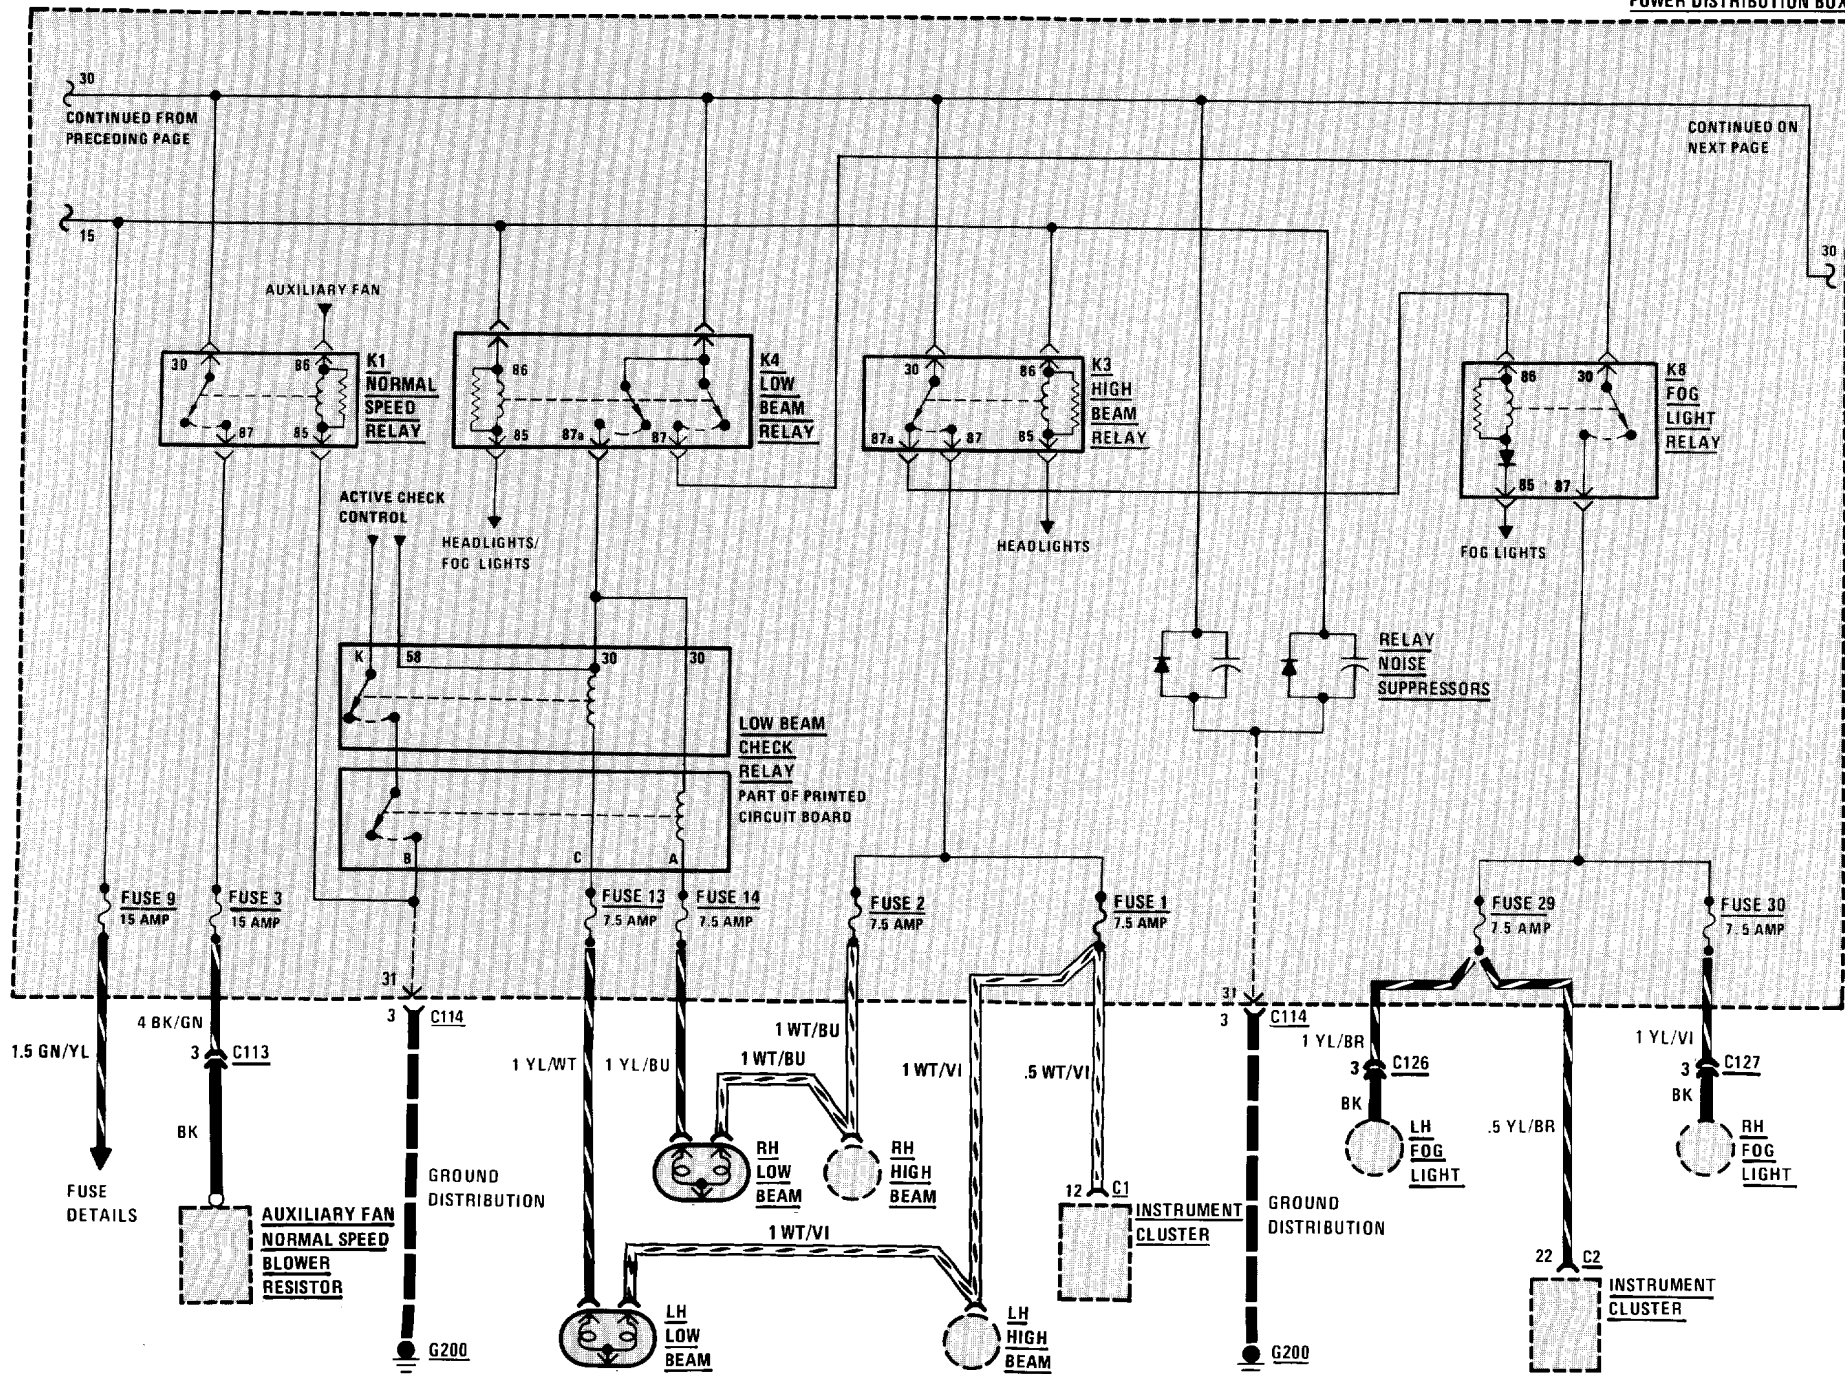 POWER DISTRIBUTION BOX
30
CONTINUED FROM
PRECEDING PAGE
CONTINUED ON
NEXT PAGE
15
30
AUXILIARY FAN
30
86
87
85
K1
NORMAL
SPEED
RELAY
86
85
87a
87
K4
LOW
BEAM
RELAY
30
86
87a
87
85
K3
HIGH
BEAM
RELAY
86
30
85
87
K8
FOG
LIGHT
RELAY
ACTIVE CHECK
CONTROL
HEADLIGHTS/
FOG LIGHTS
HEADLIGHTS
FOG LIGHTS
K
58
30
30
LOW BEAM
CHECK
RELAY
PART OF PRINTED
CIRCUIT BOARD
B
C
A
RELAY
NOISE
SUPPRESSORS
FUSE 9
15 AMP
FUSE 3
15 AMP
FUSE 13
7.5 AMP
FUSE 14
7.5 AMP
FUSE 2
7.5 AMP
FUSE 1
7.5 AMP
FUSE 29
7.5 AMP
FUSE 30
7.5 AMP
31
31
3
C114
3
C114
4 BK/GN
1.5 GN/YL
3
C113
BK
1 YL/WT
1 YL/BU
1 WT/BU
1 WT/BU
1 WT/VI
.5 WT/VI
1 YL/BR
3
C126
BK
1 YL/VI
3
C127
BK
.5 YL/BR
LH
FOG
LIGHT
RH
FOG
LIGHT
FUSE
DETAILS
GROUND
DISTRIBUTION
RH
LOW
BEAM
RH
HIGH
BEAM
12
C1
INSTRUMENT
CLUSTER
GROUND
DISTRIBUTION
AUXILIARY FAN
NORMAL SPEED
BLOWER
RESISTOR
1 WT/VI
22
C2
INSTRUMENT
CLUSTER
G200
LH
LOW
BEAM
LH
HIGH
BEAM
G200